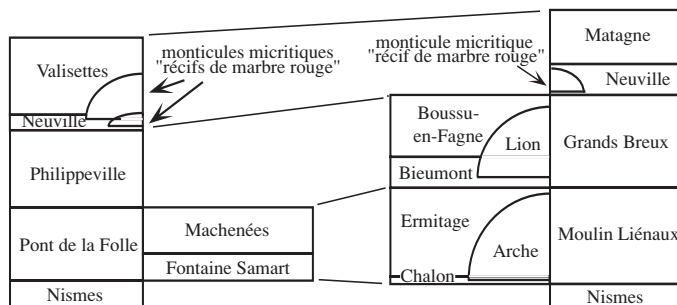 Valisettes
Neuville
Philippeville
Pont de la Folle
Nismes
Machenées
Fontaine Samart
monticules micritiques
"récifs de marbre rouge"
monticule micritique
"récif de marbre rouge"
Matagne
Neuville
Boussu-
en-Fagne
Lion
Bieumont
Grands Breux
Ermitage
Arche
Chalon
Moulin Liénaux
Nismes